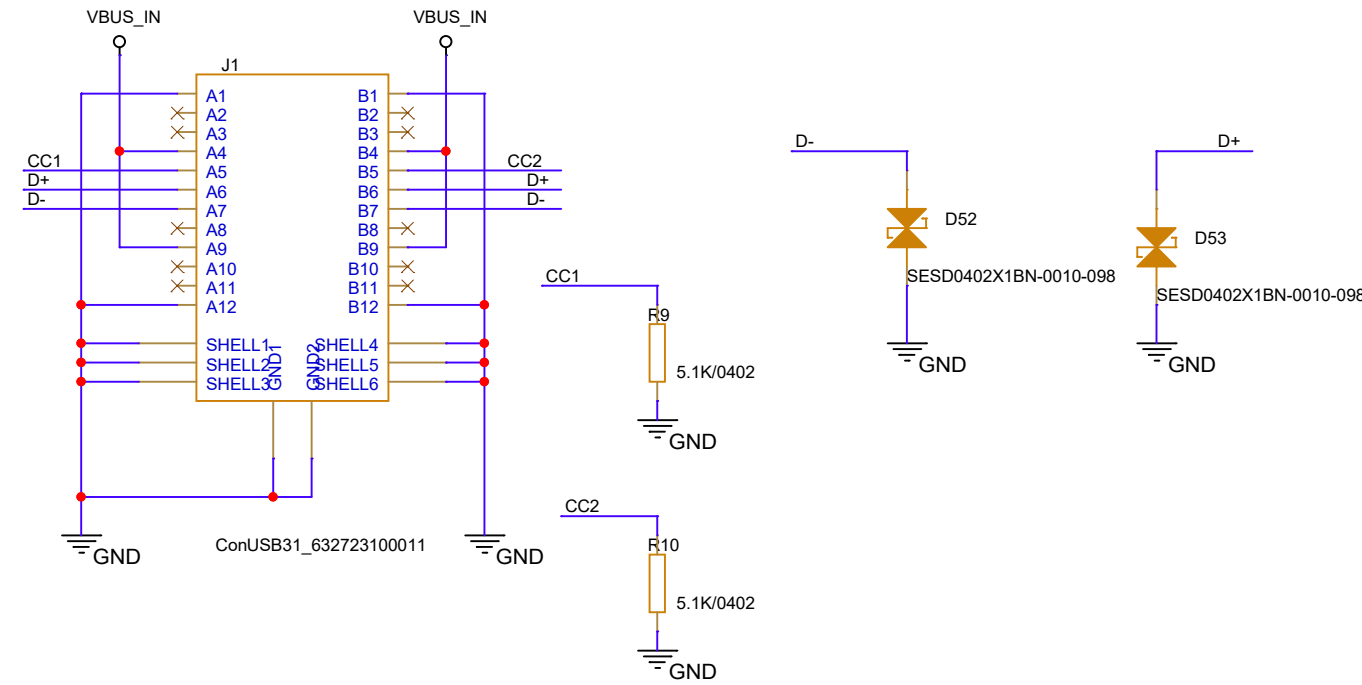 VBUS_IN
VBUS_IN
J1
A1
B1
A2
B2
A3
B3
A4
B4
CC1
A5
B5
CC2
D+
A6
B6
D+
D-
A7
B7
D-
A8
B8
A9
B9
A10
B10
A11
B11
A12
B12
SHELL1
SHELL4
SHELL2
SHELL5
SHELL3
SHELL6
GND1
GND2
GND
GND
ConUSB31_632723100011
CC1
R9
5.1K/0402
GND
CC2
R10
5.1K/0402
GND
D-
D52
SESD0402X1BN-0010-098
GND
D+
D53
SESD0402X1BN-0010-098
GND